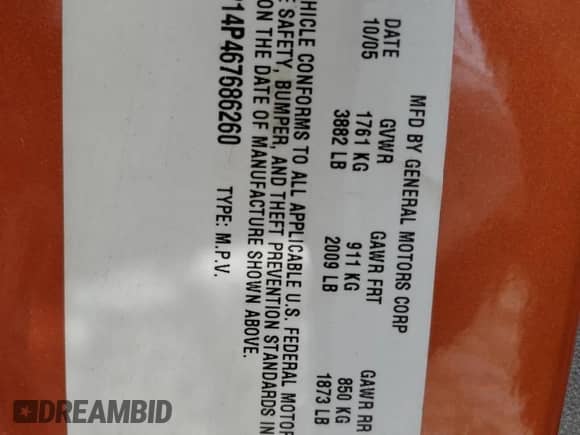 MFD BY GENERAL MOTORS CORP
DATE GVWR GAWR FRT GAWR RR
10/05 1761 KG 911 KG 850 KG
3882 LB 2009 LB 1873 LB
HICLE CONFORMS TO ALL APPLICABLE U.S. FEDERAL MOTOR
E SAFETY, BUMPER, AND THEFT PREVENTION STANDARDS IN
ON THE DATE OF MANUFACTURE SHOWN ABOVE.
14P467686260 TYPE: M.P.V.
DREAMBID